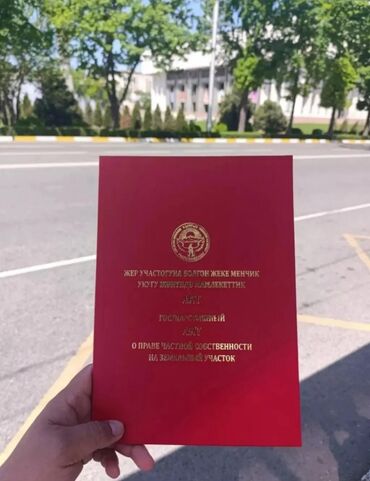 ЖЕР УЧАСТОГУНА БОЛГОН ЖЕКЕ МЕНЧИК
УКУГУ ЖӨНҮНДӨ МАМЛЕКЕТТИК
АКТ
ГОСУДАРСТВЕННЫЙ
АКТ
О ПРАВЕ ЧАСТНОЙ СОБСТВЕННОСТИ
НА ЗЕМЕЛЬНЫЙ УЧАСТОК